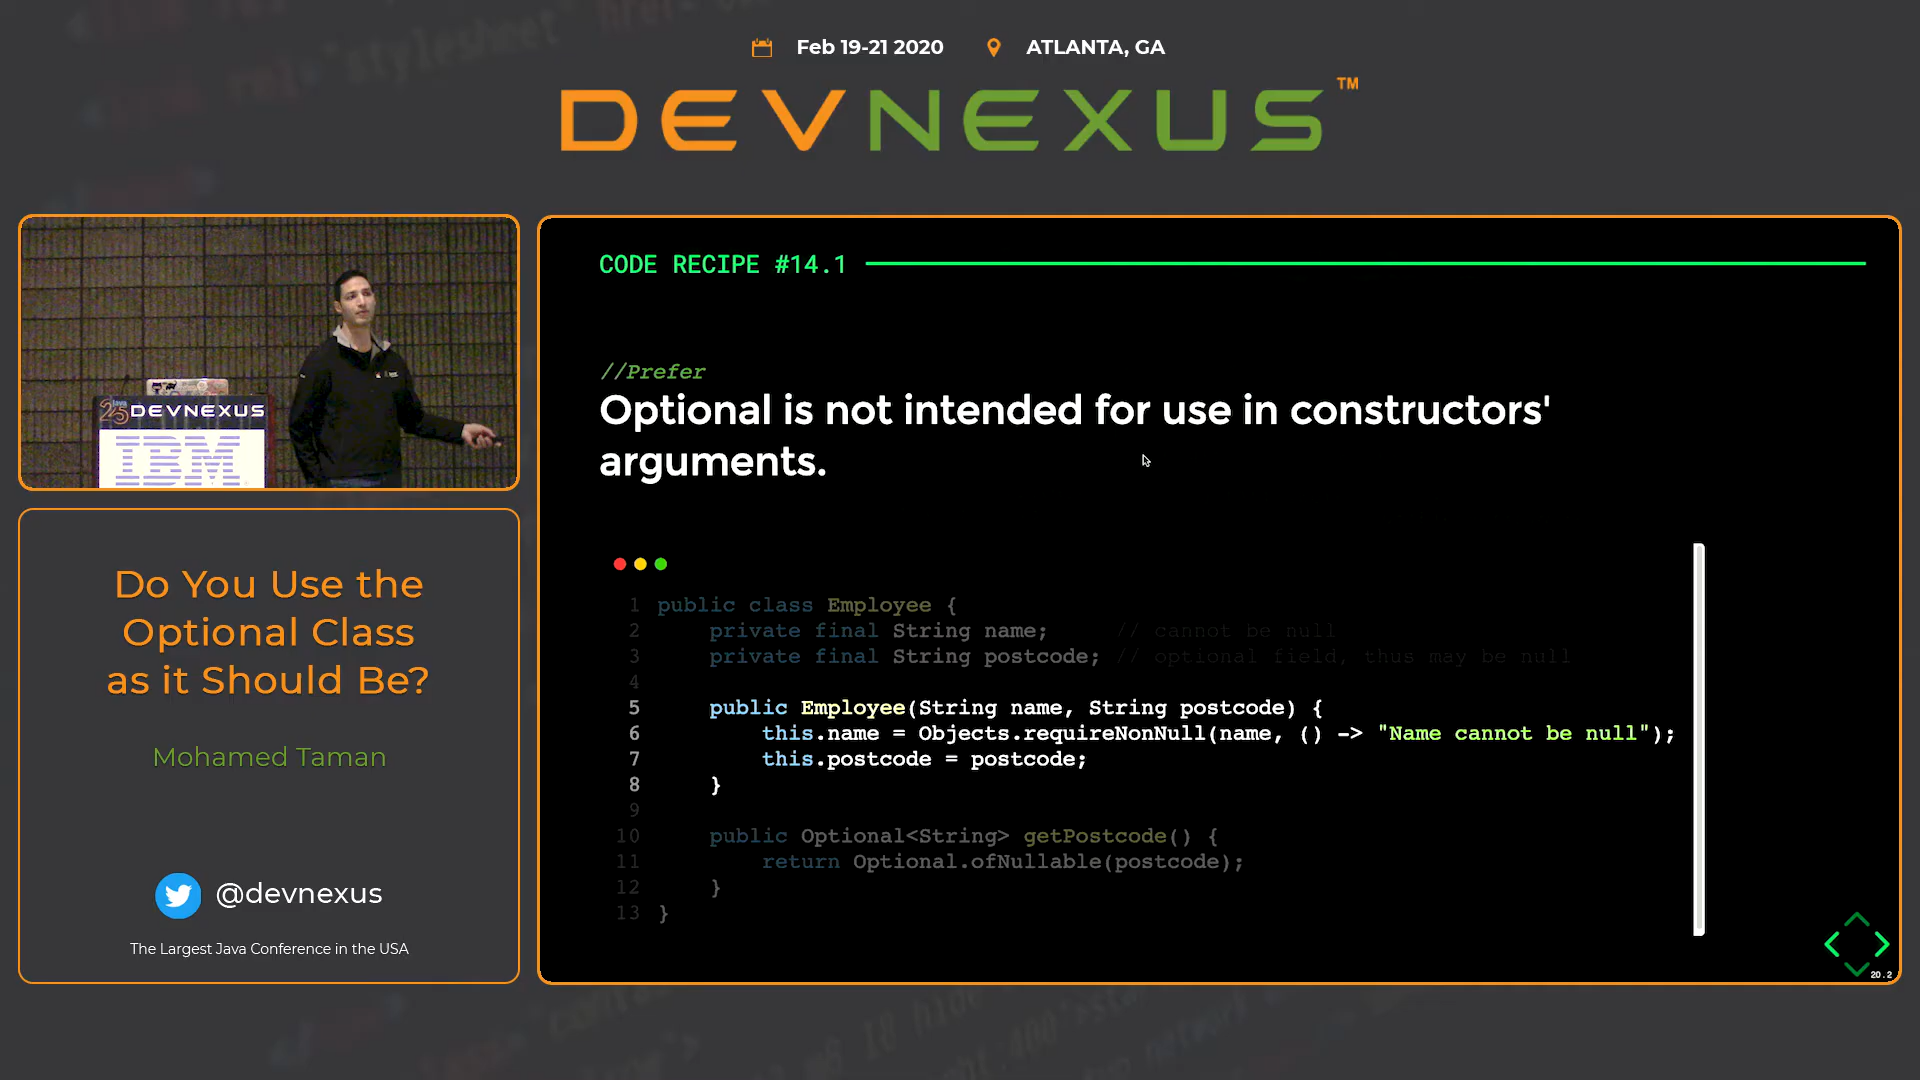 Feb 19-21 2020
ATLANTA, GA
DEVNEXUS™
25 Java DEVNEXUS
IBM
Do You Use the
Optional Class
as it Should Be?
Mohamed Taman
@devnexus
The Largest Java Conference in the USA
CODE RECIPE #14.1
//Prefer
Optional is not intended for use in constructors'
arguments.
1 public class Employee {
2     private final String name;     // cannot be null
3     private final String postcode; // optional field, thus may be null
4
5     public Employee(String name, String postcode) {
6         this.name = Objects.requireNonNull(name, () -> "Name cannot be null");
7         this.postcode = postcode;
8     }
9
10     public Optional<String> getPostcode() {
11         return Optional.ofNullable(postcode);
12     }
13 }
20.2